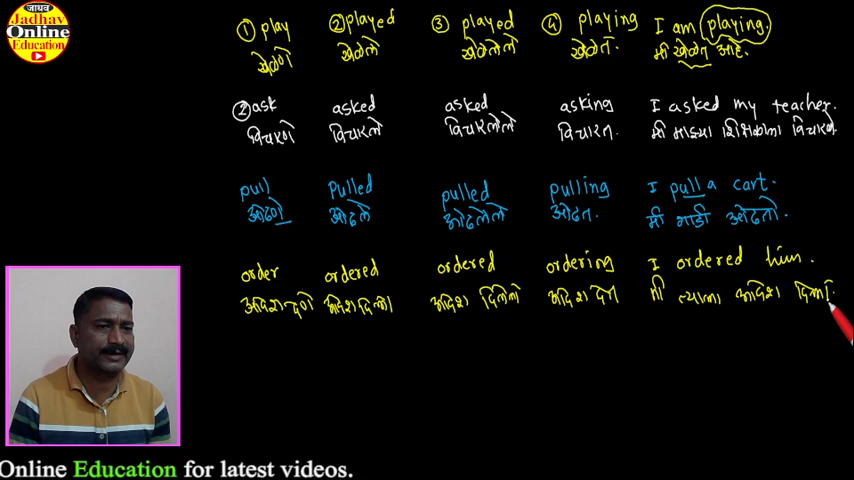 जाधव
Jadhav
Online
Education
① play ② played ③ played ④ playing I am playing.
खेळणे खेळले खेळलेले खेळत. मी खेळत आहे.
② ask asked asked asking I asked my teacher.
विचारणे विचारले विचारलेले विचारत. मी माझ्या शिक्षकांना विचारले.
pull pulled pulled pulling I pull a cart.
ओढणे ओढले ओढलेले ओढत. मी गाडी ओढतो.
order ordered ordered ordering I ordered him.
आदेश देणे आदेश दिला आदेश दिलेले आदेश देत मी त्याला आदेश दिला.
Online Education for latest videos.